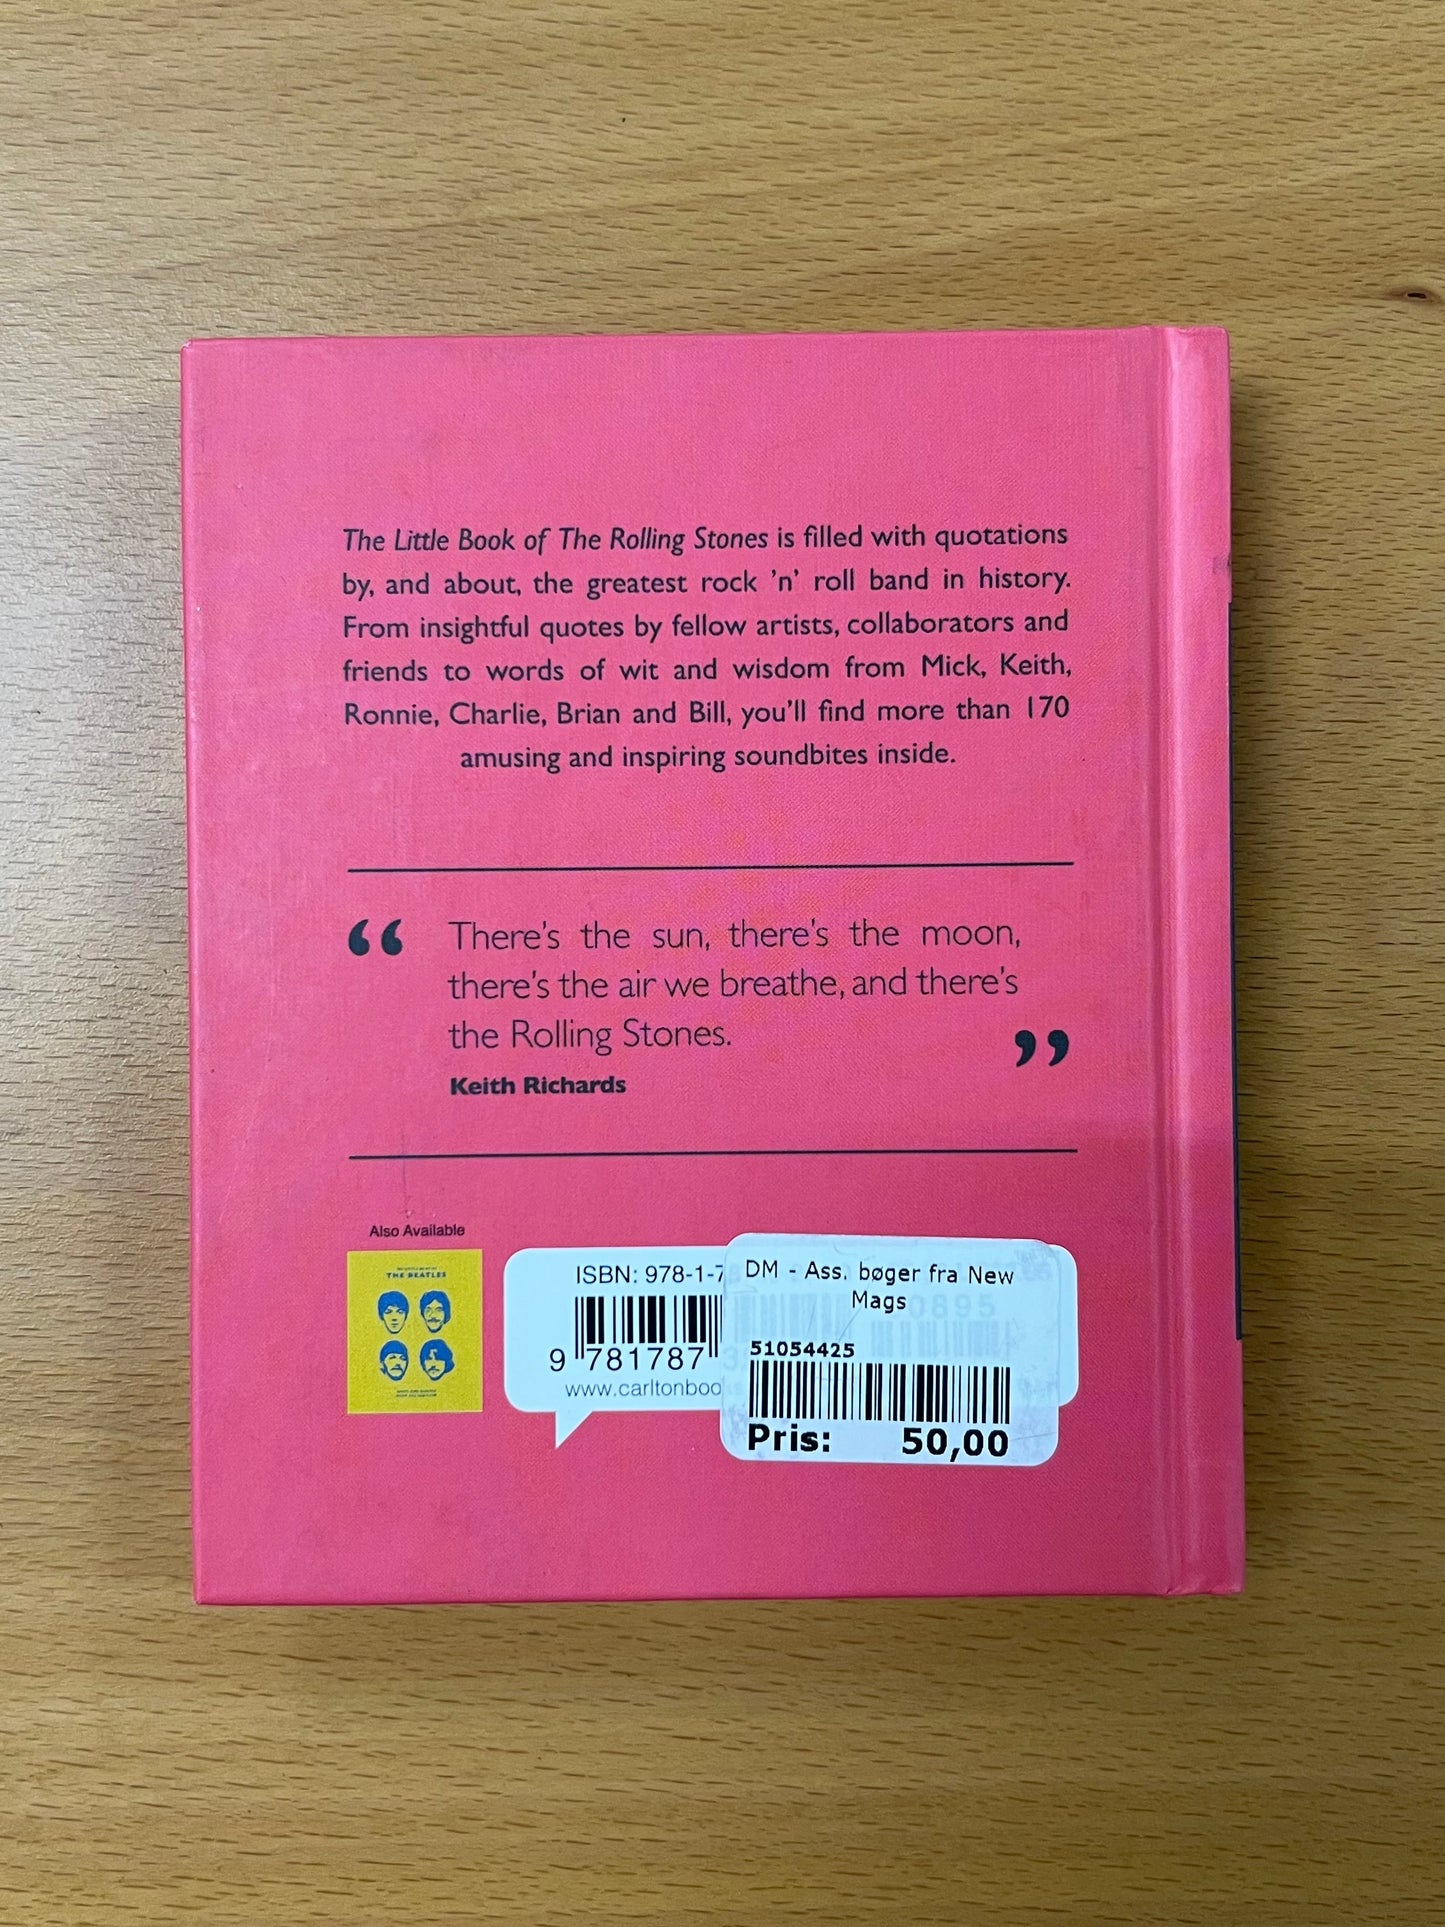 The Little Book of The Rolling Stones is filled with quotations
by, and about, the greatest rock ’n’ roll band in history.
From insightful quotes by fellow artists, collaborators and
friends to words of wit and wisdom from Mick, Keith,
Ronnie, Charlie, Brian and Bill, you’ll find more than 170
amusing and inspiring soundbites inside.
“ There’s the sun, there’s the moon,
there’s the air we breathe, and there’s
the Rolling Stones. ”
Keith Richards
Also Available
THE BEATLES
ISBN: 978-1-7
9 781787
www.carltonboo
DM - Ass. bøger fra New
Mags
0895
51054425
Pris: 50,00